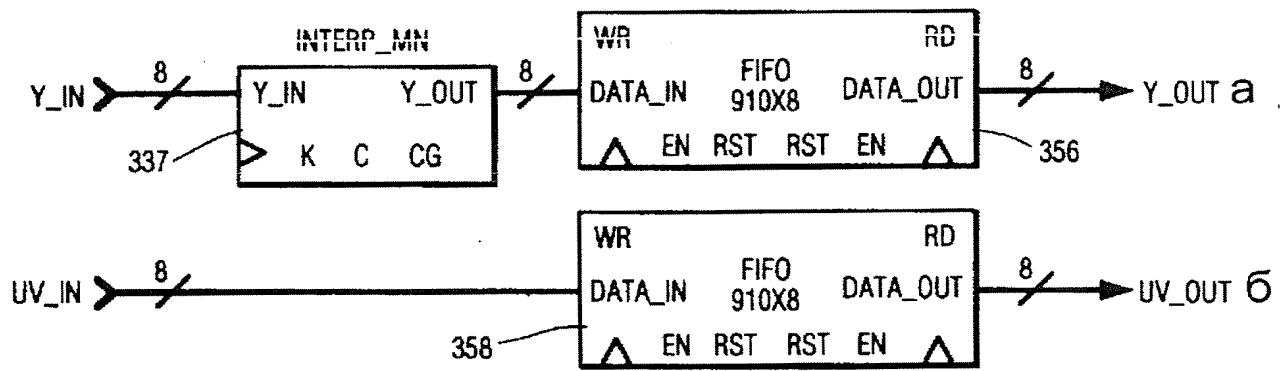 INTERP_MN
Y_IN 8 Y_IN Y_OUT 8
K C CG
337
WR RD
DATA_IN FIFO 910X8 DATA_OUT
EN RST RST EN
8 Y_OUT а
356
UV_IN 8
WR RD
DATA_IN FIFO 910X8 DATA_OUT
EN RST RST EN
8 UV_OUT б
358